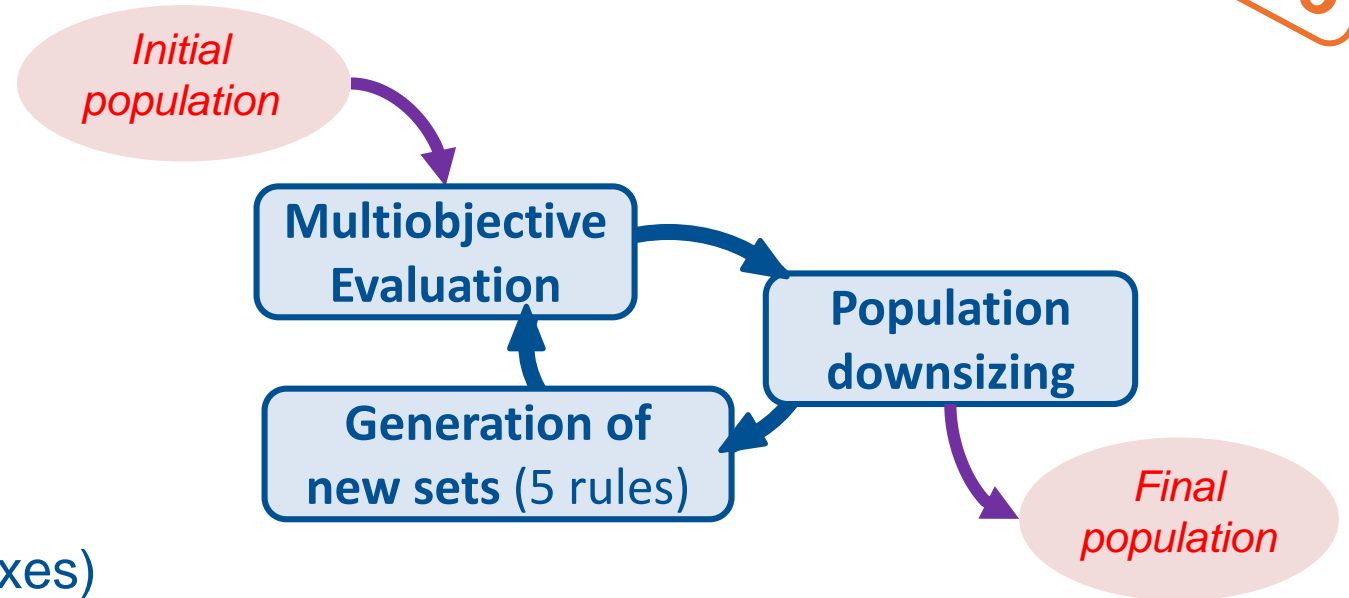 Initial
population
Multiobjective
Evaluation
Population
downsizing
Generation of
new sets (5 rules)
Final
population
xes)